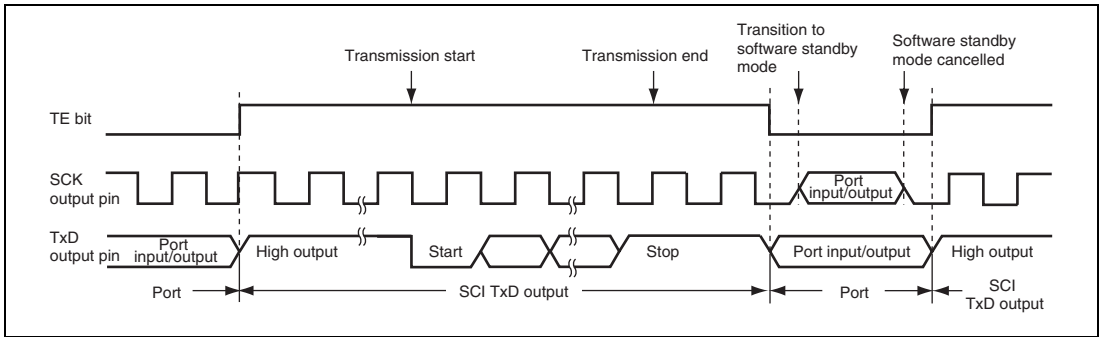 Transmission start
Transmission end
Transition to
software standby
mode
Software standby
mode cancelled
TE bit
SCK
output pin
Port
input/output
TxD
output pin
Port
input/output
High output
Start
Stop
Port input/output
High output
Port
SCI TxD output
Port
SCI
TxD output